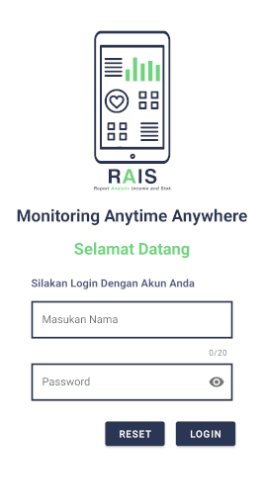 RAIS
Report Analytic Income and Stok
Monitoring Anytime Anywhere
Selamat Datang
Silakan Login Dengan Akun Anda
Masukan Nama
0/20
Password
RESET LOGIN